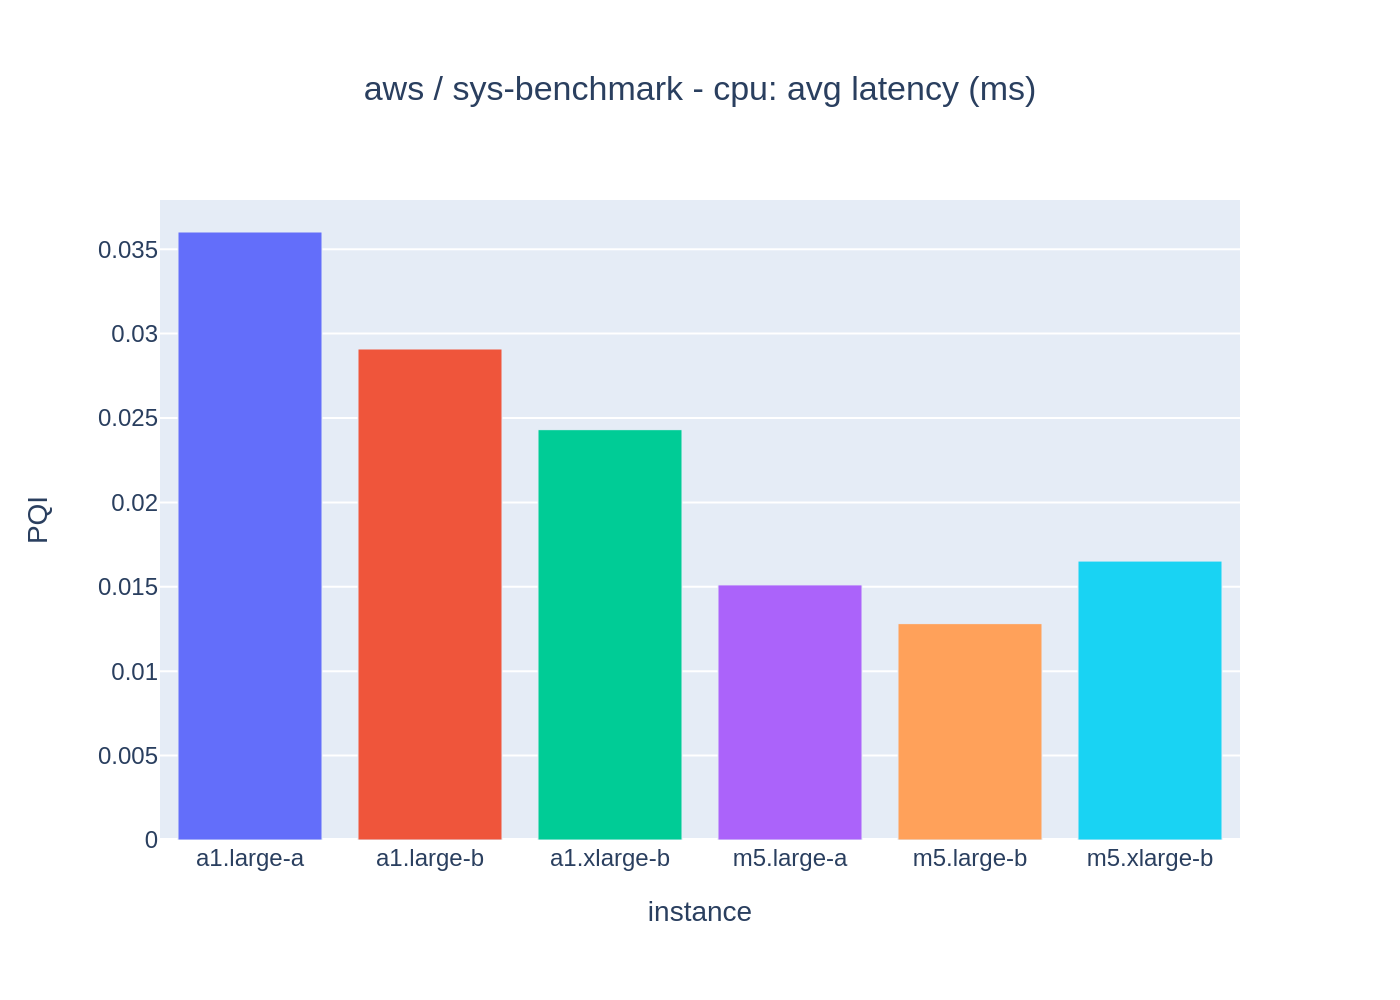 aws / sys-benchmark - cpu: avg latency (ms)
0.035
0.03
0.025
0.02
0.015
0.01
0.005
0
PQI
a1.large-a a1.large-b a1.xlarge-b m5.large-a m5.large-b m5.xlarge-b
instance